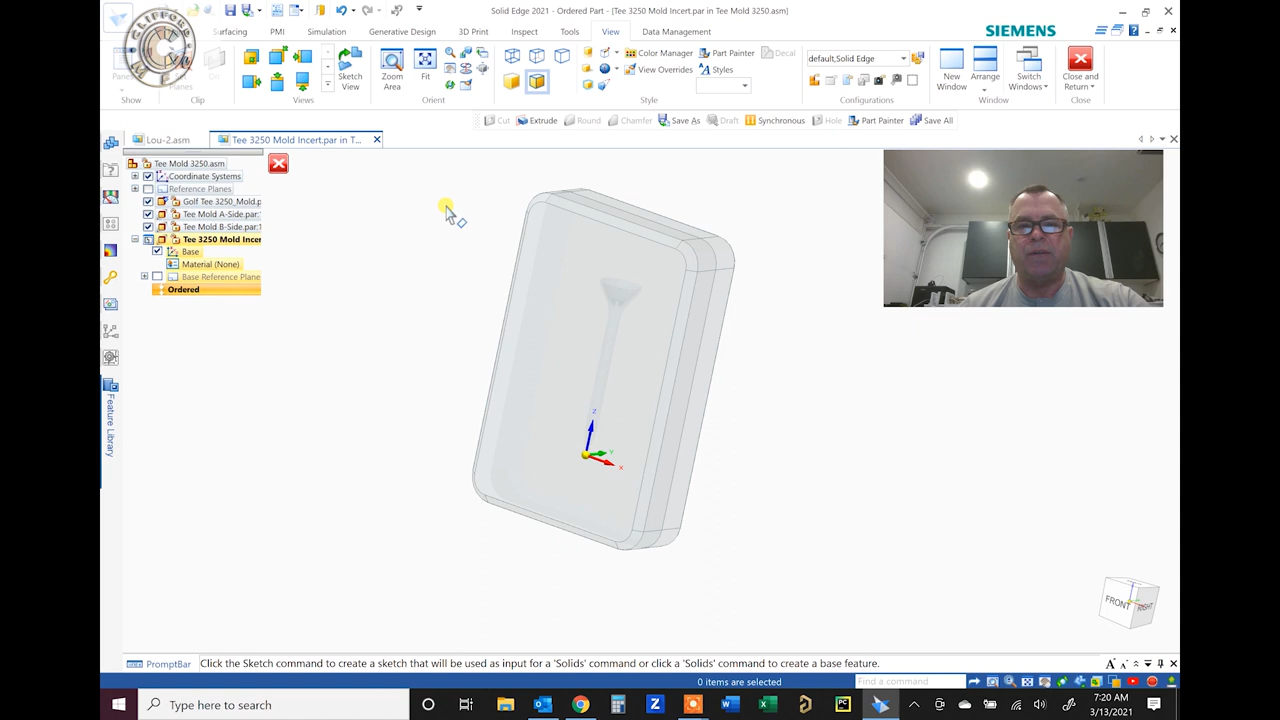 Solid Edge 2021 - Ordered Part - [Tee 3250 Mold Incert.par in Tee Mold 3250.asm]
Surfacing PMI Simulation Generative Design 3D Print Inspect Tools View Data Management
SIEMENS
Panes
Planes
Sketch View
Zoom Area
Fit
Color Manager
Part Painter
Decal
View Overrides
Styles
default,Solid Edge
New Window
Arrange
Switch Windows
Close and Return
Show Clip Views Orient Style Configurations Window Close
Cut Extrude Round Chamfer Save As Draft Synchronous Hole Part Painter Save All
CLIFFORD
Lou-2.asm
Tee 3250 Mold Incert.par in T...
Tee Mold 3250.asm
Coordinate Systems
Reference Planes
Golf Tee 3250_Mold.p
Tee Mold A-Side.par:
Tee Mold B-Side.par:1
Tee 3250 Mold Incer
Base
Material (None)
Base Reference Plane
Ordered
Feature Library
Z
Y
X
FRONT
RIGHT
PromptBar
Click the Sketch command to create a sketch that will be used as input for a 'Solids' command or click a 'Solids' command to create a base feature.
0 items are selected
Find a command
Type here to search
7:20 AM
3/13/2021